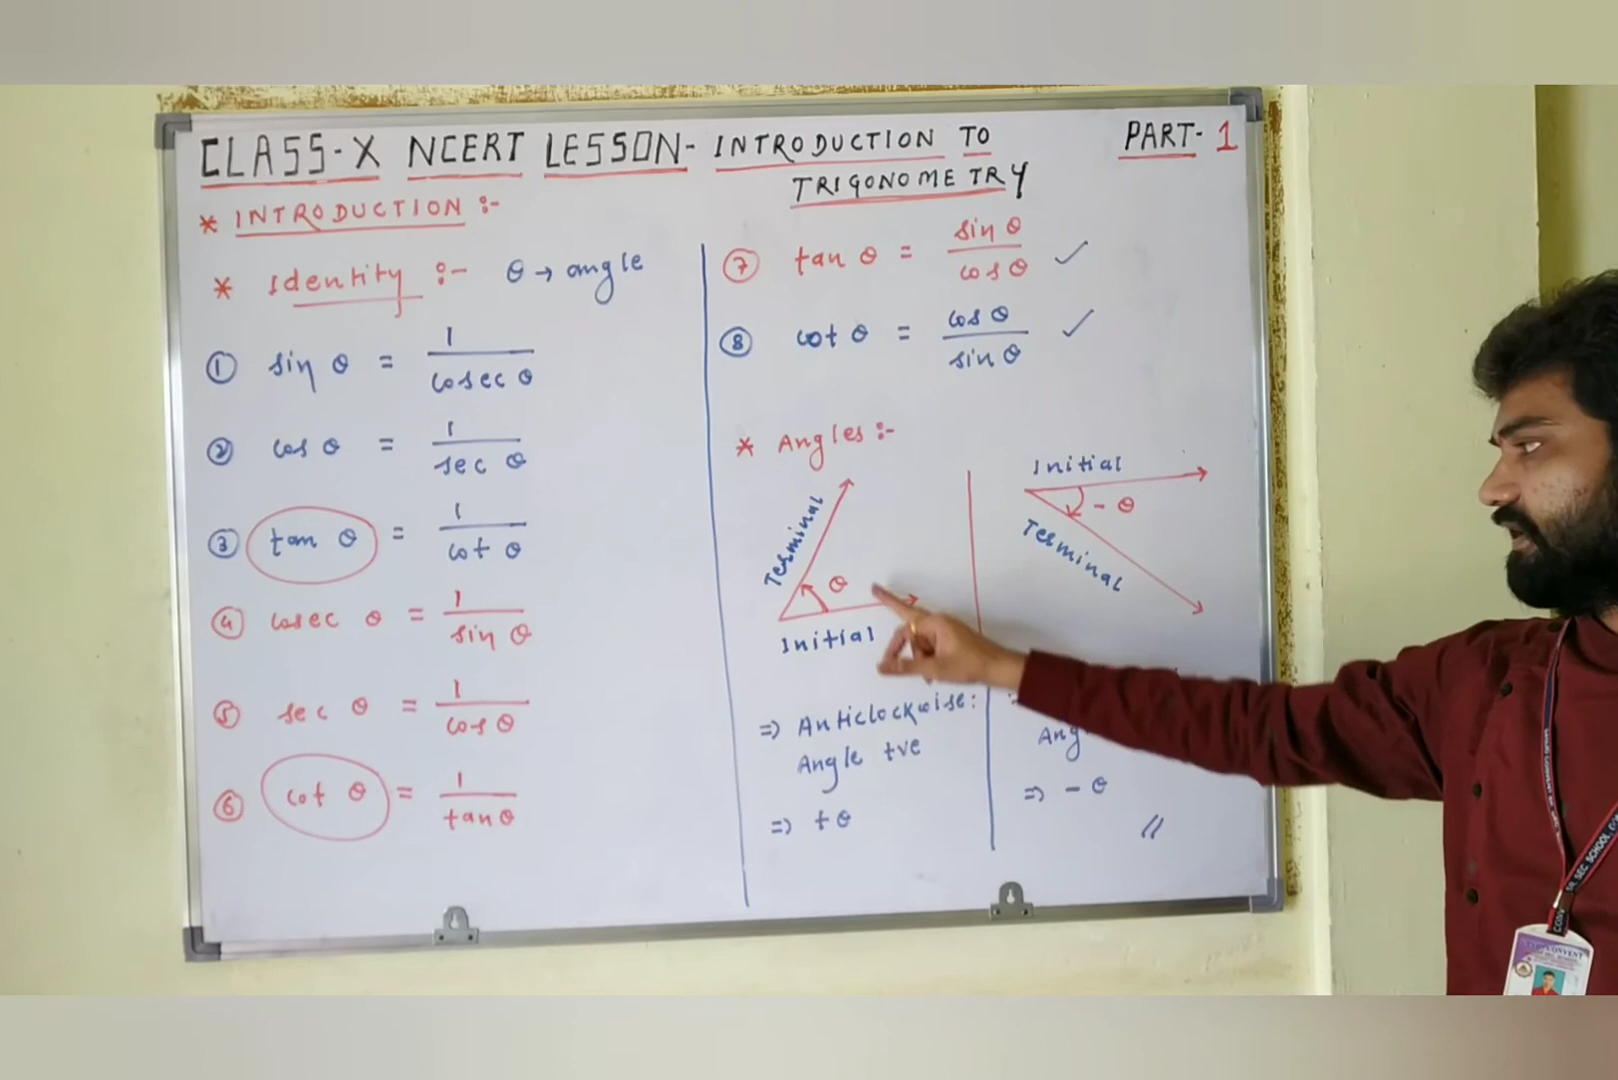 CLASS-X NCERT LESSON- INTRODUCTION TO
TRIGONOMETRY
PART-1
* INTRODUCTION :-
* Identity :- θ → angle
① sin θ = 1/cosec θ
② cos θ = 1/sec θ
③ tan θ = 1/cot θ
④ cosec θ = 1/sin θ
⑤ sec θ = 1/cos θ
⑥ cot θ = 1/tan θ
⑦ tan θ = sin θ/cos θ ✓
⑧ cot θ = cos θ/sin θ ✓
* Angles :-
Terminal
θ
Initial
⇒ Anticlockwise:
Angle +ve
⇒ +θ
Initial
- θ
Terminal
Ang
⇒ - θ
//